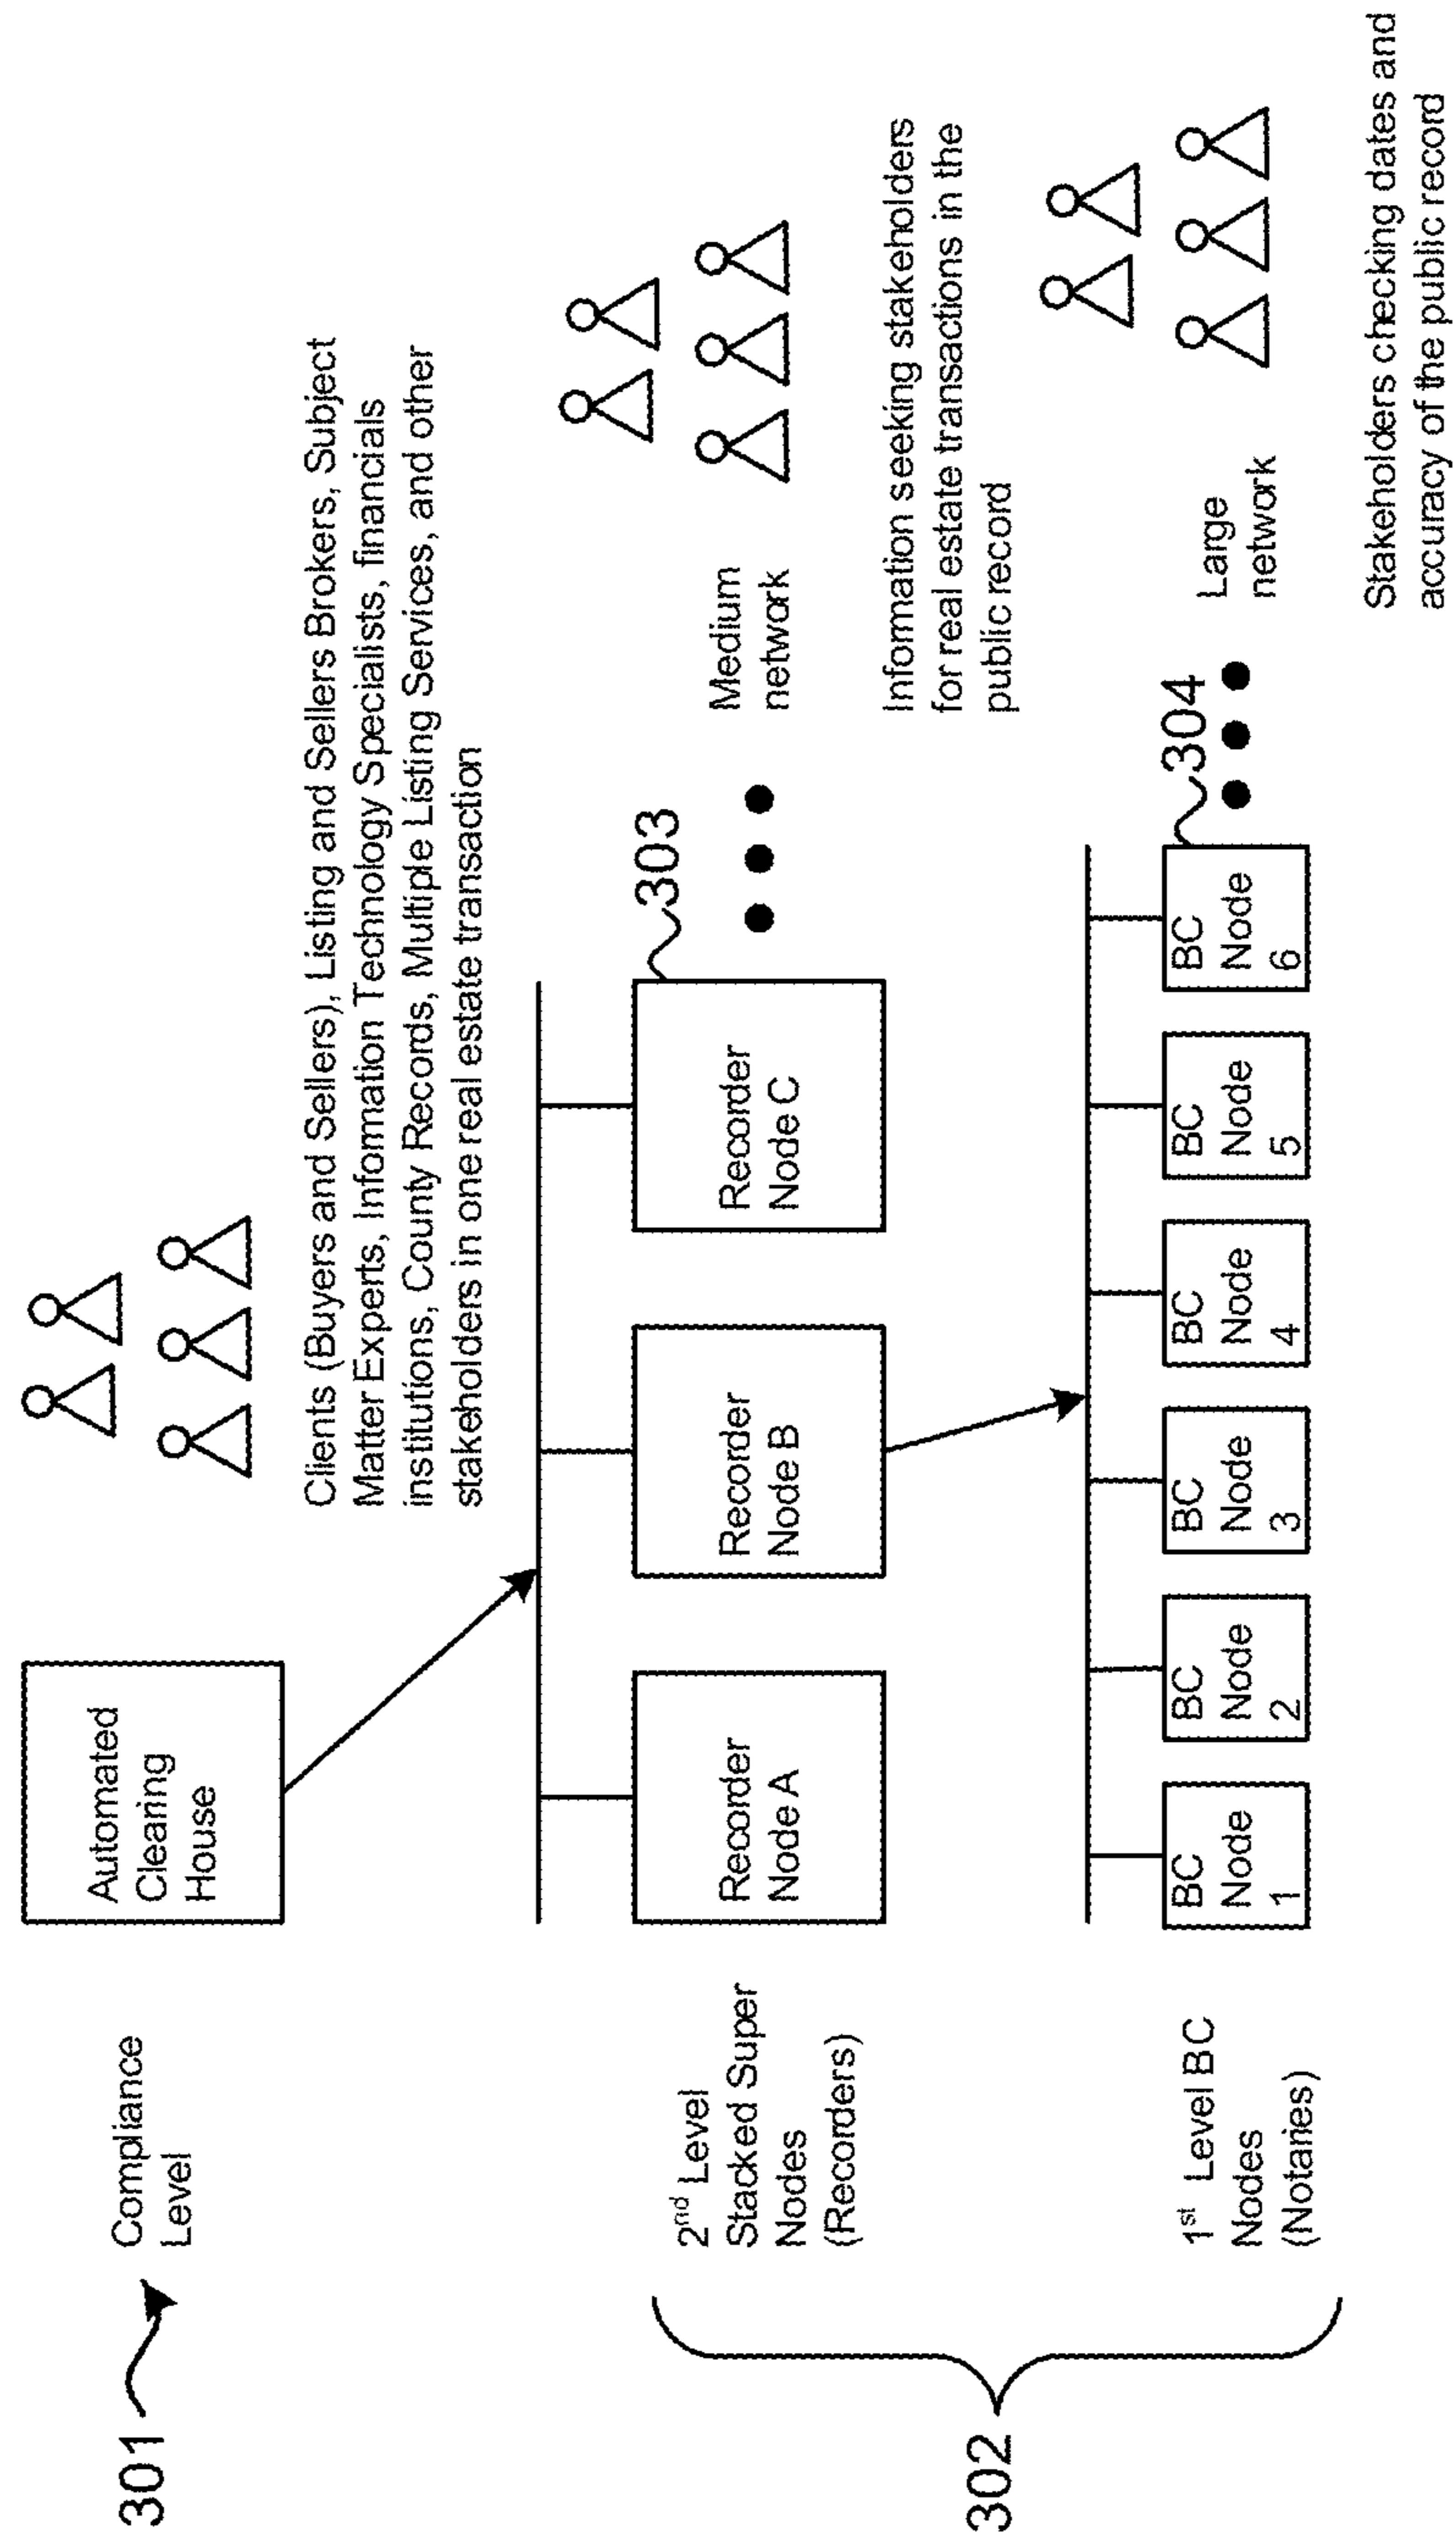 301
Compliance
Level
Automated
Clearing
House
Clients (Buyers and Sellers), Listing and Sellers Brokers, Subject
Matter Experts, Information Technology Specialists, financials
institutions, County Records, Multiple Listing Services, and other
stakeholders in one real estate transaction
302
2nd Level
Stacked Super
Nodes
(Recorders)
Recorder
Node A
Recorder
Node B
Recorder
Node C
303
Medium
network
Information seeking stakeholders
for real estate transactions in the
public record
1st Level BC
Nodes
(Notaries)
BC
Node
1
BC
Node
2
BC
Node
3
BC
Node
4
BC
Node
5
BC
Node
6
304
Large
network
Stakeholders checking dates and
accuracy of the public record